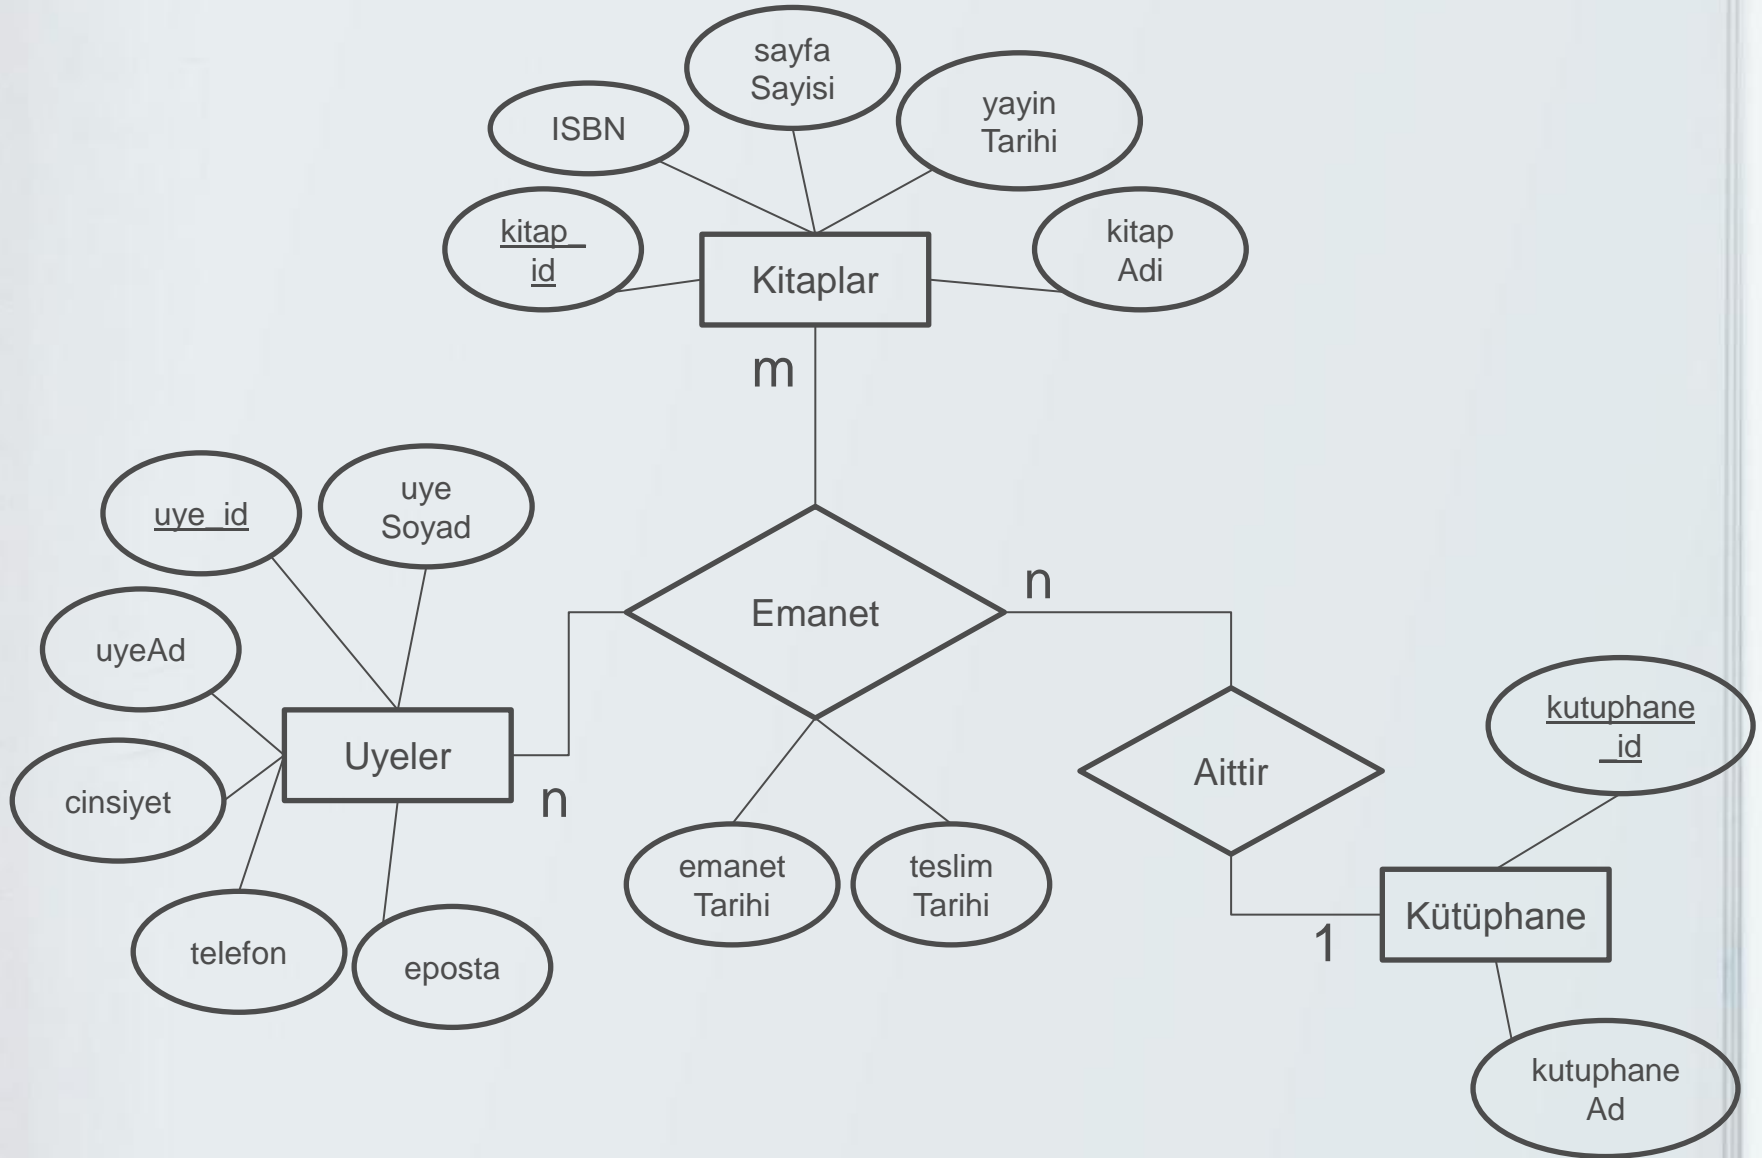 sayfa
Sayisi
ISBN
yayin
Tarihi
kitap_
id
Kitaplar
kitap
Adi
m
uye_id
uye
Soyad
n
Emanet
uyeAd
kutuphane
_id
Uyeler
Aittir
cinsiyet
n
emanet
Tarihi
teslim
Tarihi
1
Kütüphane
telefon
eposta
kutuphane
Ad